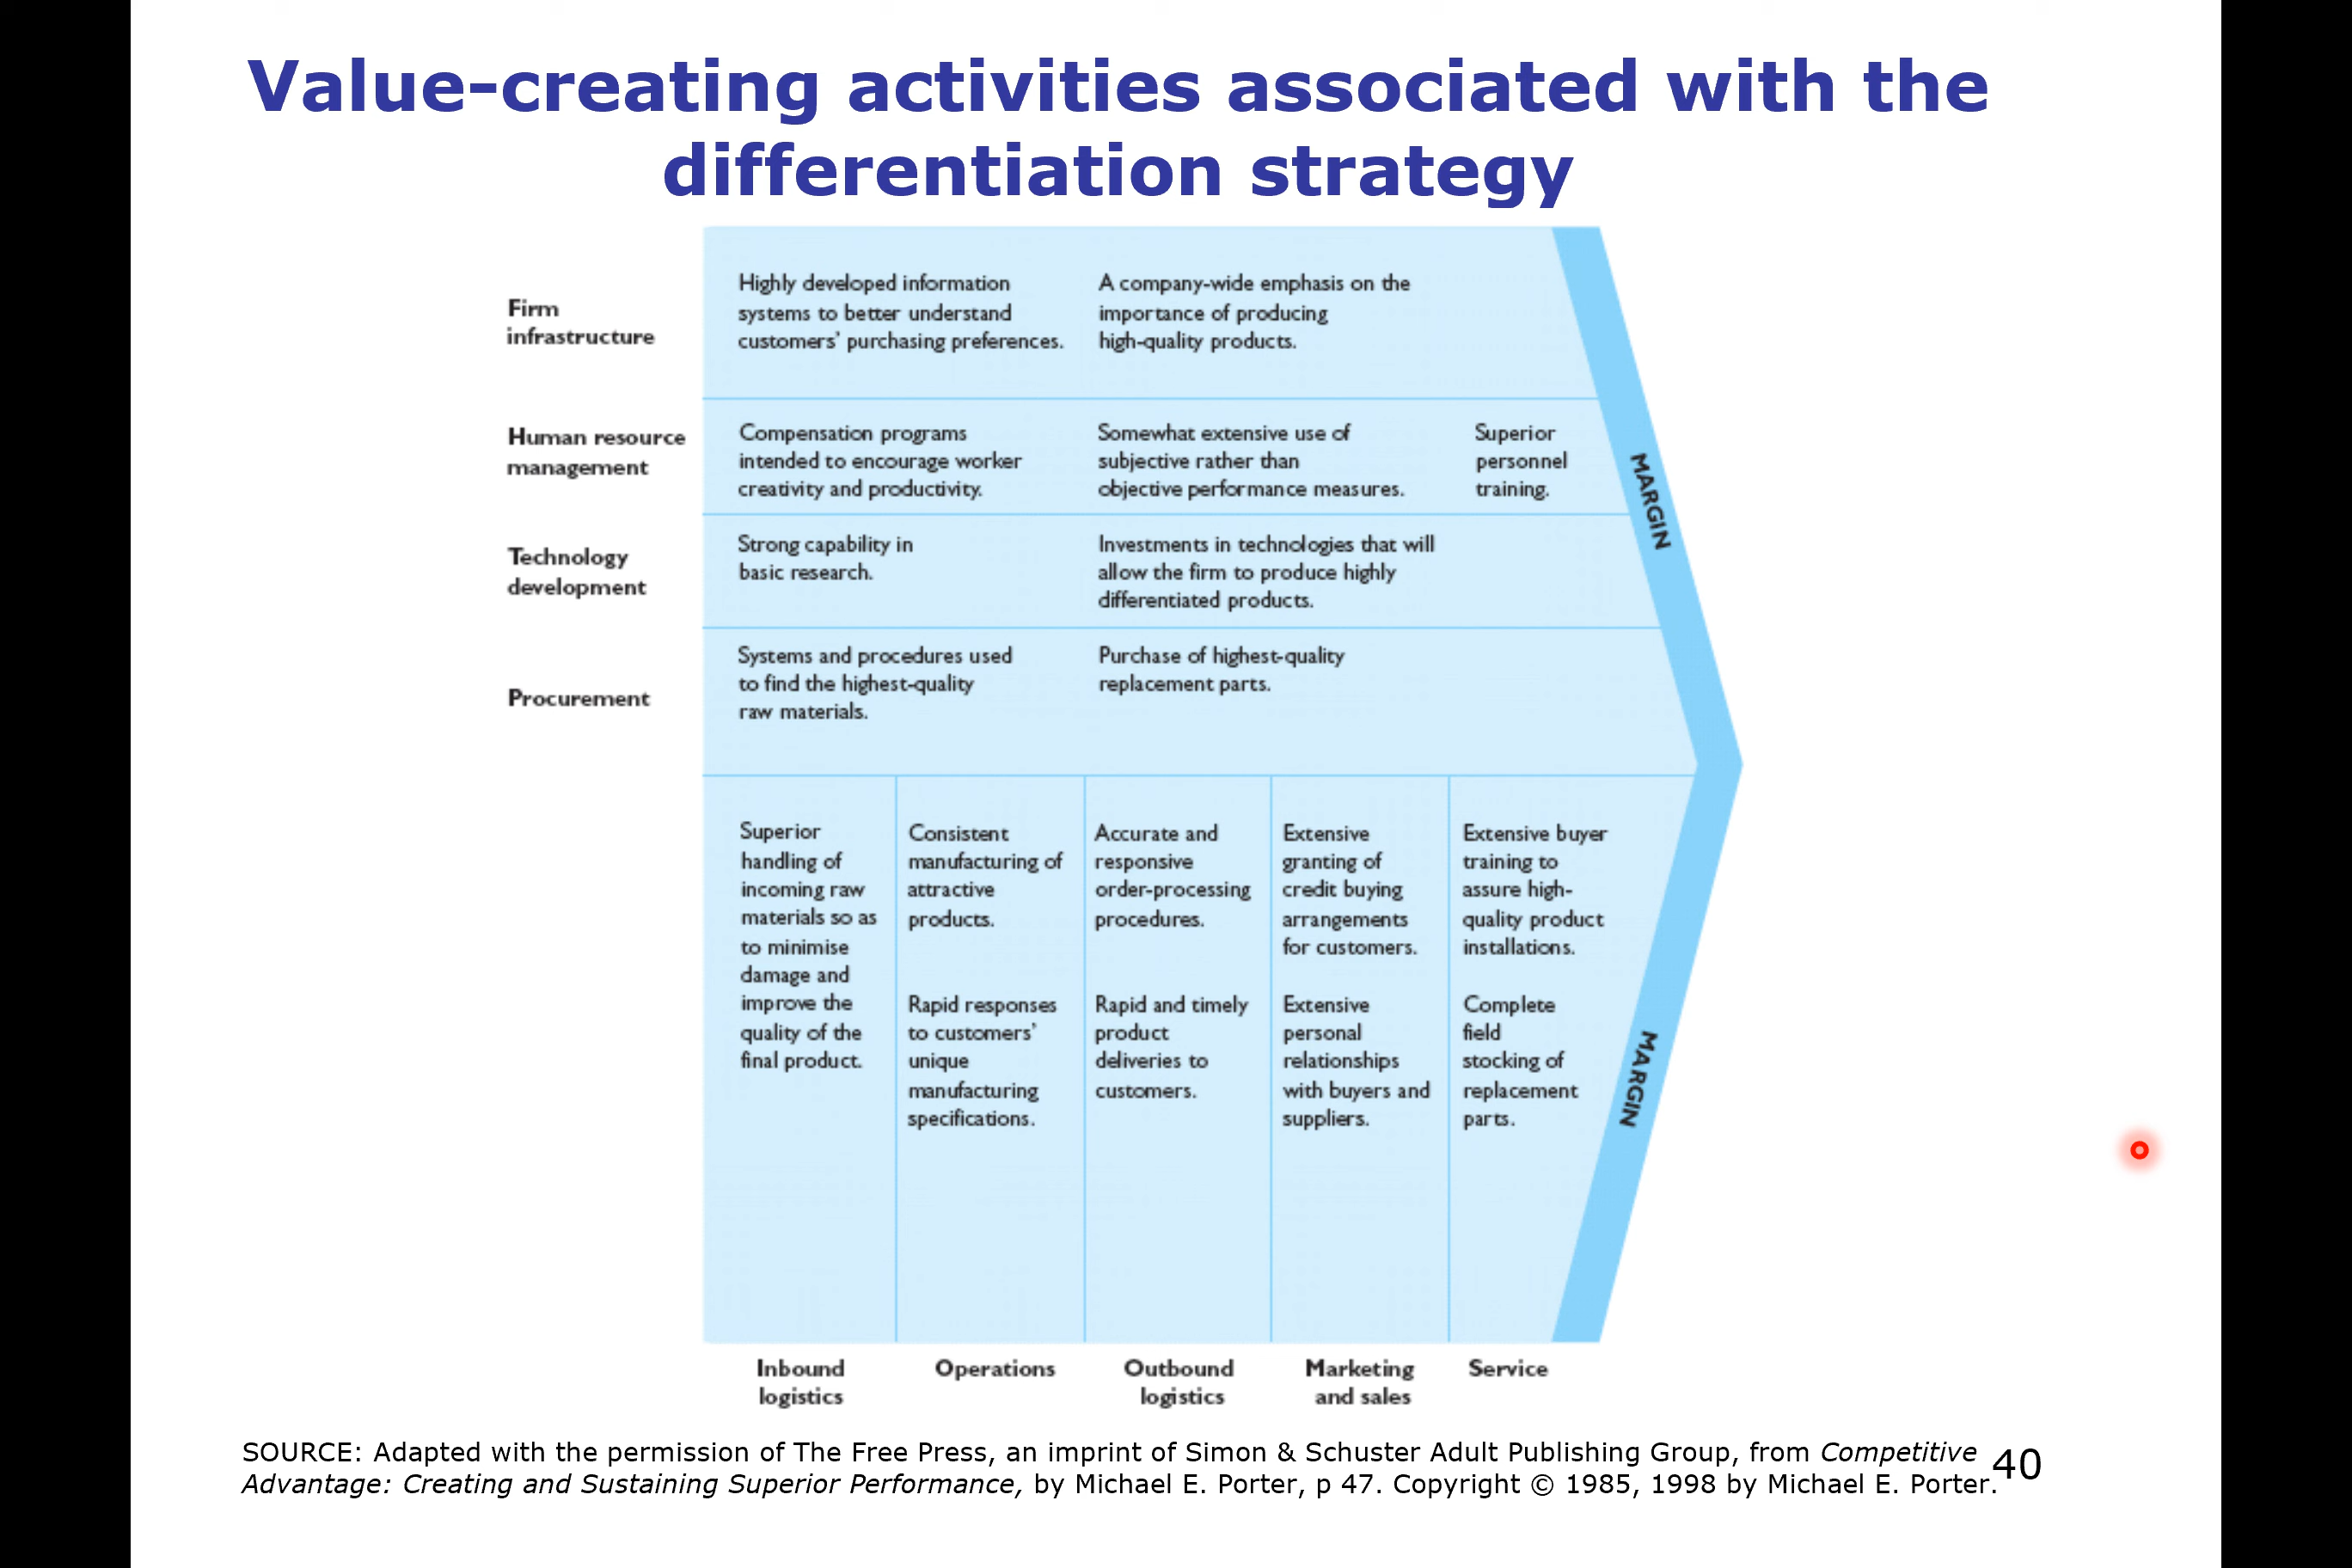 Value-creating activities associated with the
differentiation strategy
Firm
infrastructure
Highly developed information
systems to better understand
customers' purchasing preferences.
A company-wide emphasis on the
importance of producing
high-quality products.
Human resource
management
Compensation programs
intended to encourage worker
creativity and productivity.
Somewhat extensive use of
subjective rather than
objective performance measures.
Superior
personnel
training.
MARGIN
Technology
development
Strong capability in
basic research.
Investments in technologies that will
allow the firm to produce highly
differentiated products.
Procurement
Systems and procedures used
to find the highest-quality
raw materials.
Purchase of highest-quality
replacement parts.
Superior
handling of
incoming raw
materials so as
to minimise
damage and
improve the
quality of the
final product.
Consistent
manufacturing of
attractive
products.
Rapid responses
to customers'
unique
manufacturing
specifications.
Accurate and
responsive
order-processing
procedures.
Rapid and timely
product
deliveries to
customers.
Extensive
granting of
credit buying
arrangements
for customers.
Extensive
personal
relationships
with buyers and
suppliers.
Extensive buyer
training to
assure high-
quality product
installations.
Complete
field
stocking of
replacement
parts.
MARGIN
Inbound
logistics
Operations
Outbound
logistics
Marketing
and sales
Service
SOURCE: Adapted with the permission of The Free Press, an imprint of Simon & Schuster Adult Publishing Group, from Competitive
Advantage: Creating and Sustaining Superior Performance, by Michael E. Porter, p 47. Copyright © 1985, 1998 by Michael E. Porter.
40